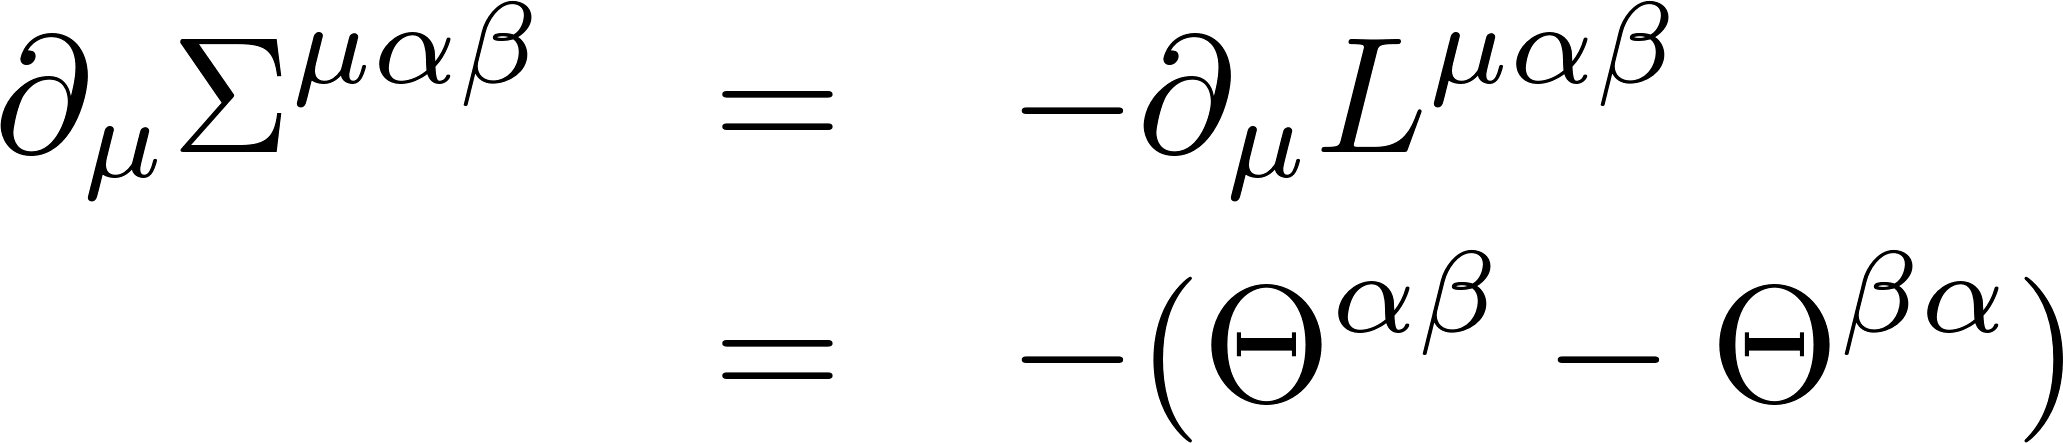 ∂_μ Σ^{μαβ} = −∂_μ L^{μαβ}
= −(Θ^{αβ} − Θ^{βα})